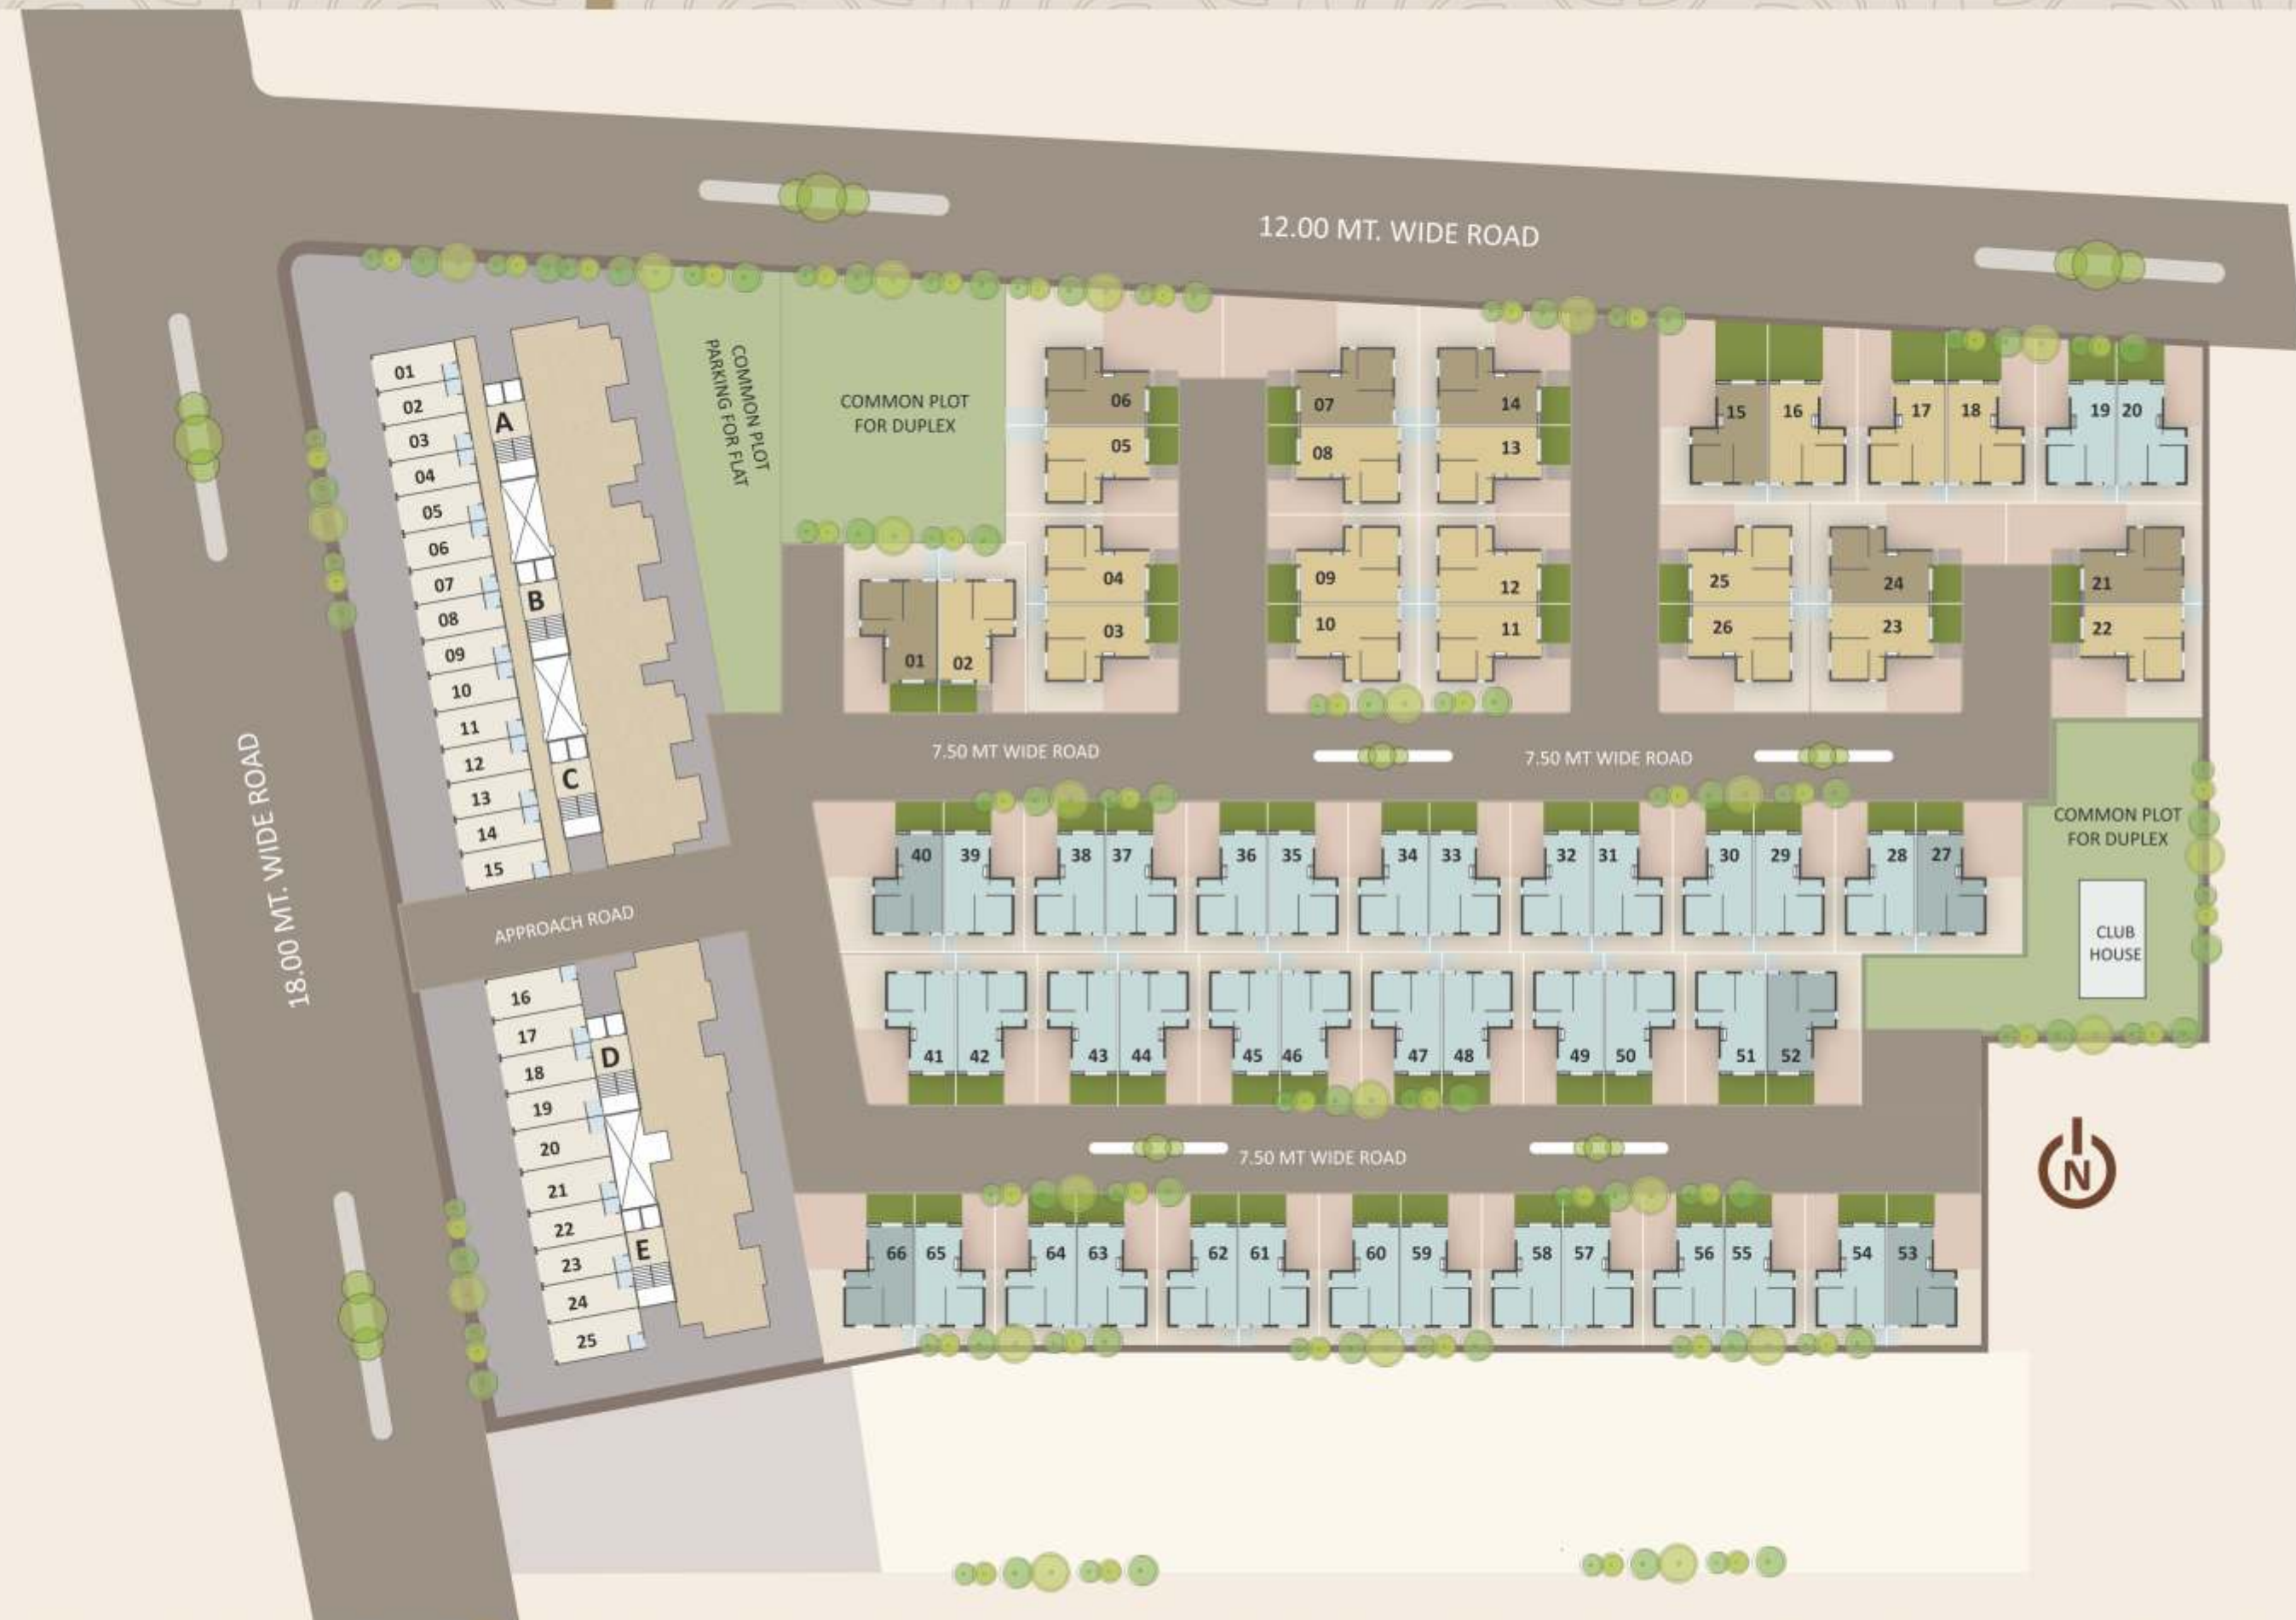 12.00 MT. WIDE ROAD
18.00 MT. WIDE ROAD
COMMON PLOT
PARKING FOR FLAT
COMMON PLOT
FOR DUPLEX
01
02
03
04
05
06
07
08
09
10
11
12
13
14
15
A
B
C
APPROACH ROAD
16
17
18
19
20
21
22
23
24
25
D
E
06
05
04
03
01 02
07
08
09
10
14
13
12
11
15 16 17 18 19 20
25
26
24
23
21
22
7.50 MT WIDE ROAD
7.50 MT WIDE ROAD
COMMON PLOT
FOR DUPLEX
CLUB
HOUSE
40 39 38 37 36 35 34 33 32 31 30 29 28 27
41 42 43 44 45 46 47 48 49 50 51 52
7.50 MT WIDE ROAD
N
66 65 64 63 62 61 60 59 58 57 56 55 54 53